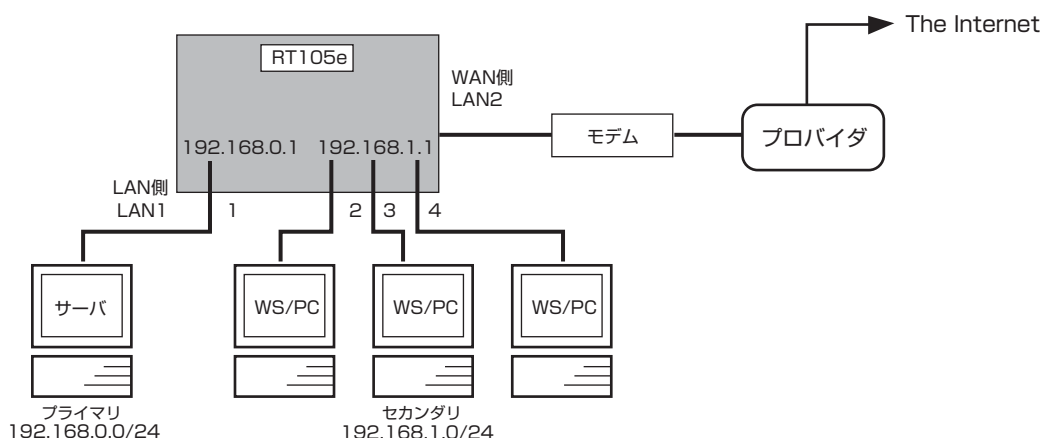 The Internet
RT105e
WAN側
LAN2
モデム
プロバイダ
192.168.0.1 192.168.1.1
LAN側
LAN1
1 2 3 4
サーバ WS/PC WS/PC WS/PC
プライマリ
192.168.0.0/24
セカンダリ
192.168.1.0/24